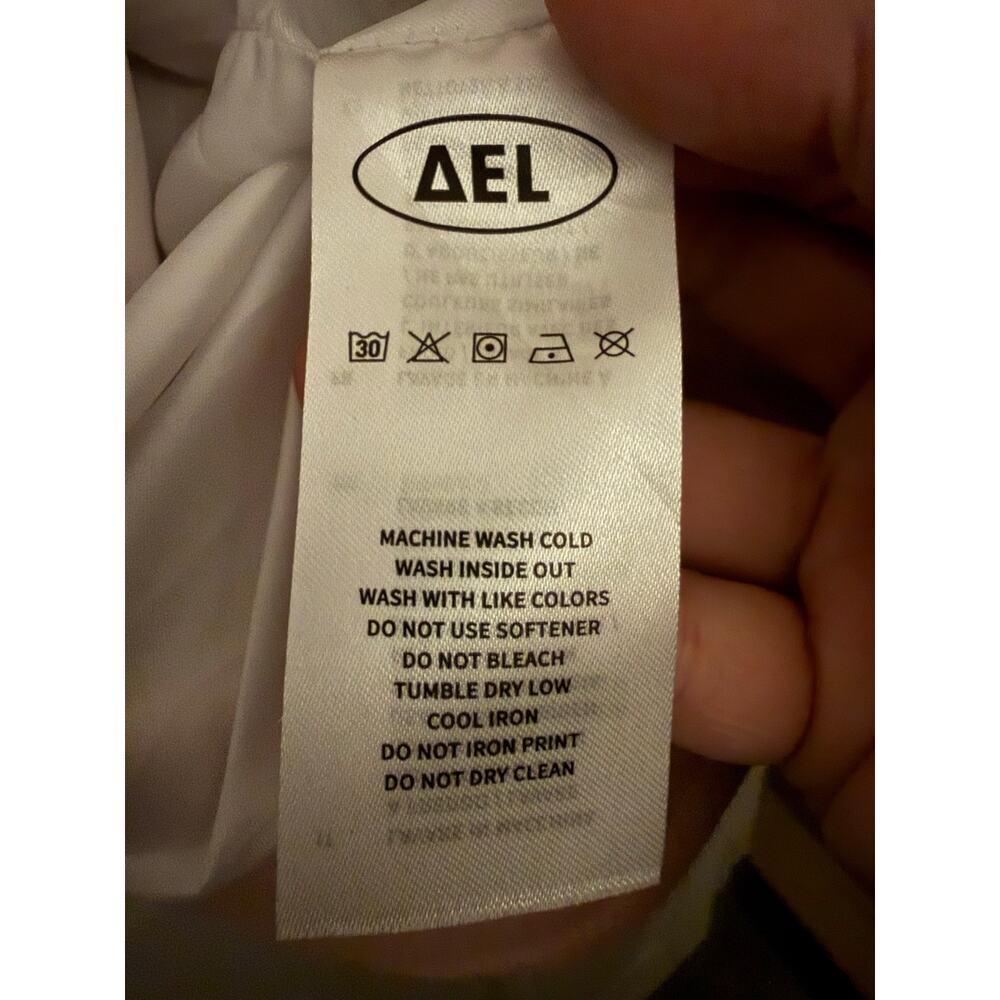 ΔEL
30
MACHINE WASH COLD
WASH INSIDE OUT
WASH WITH LIKE COLORS
DO NOT USE SOFTENER
DO NOT BLEACH
TUMBLE DRY LOW
COOL IRON
DO NOT IRON PRINT
DO NOT DRY CLEAN